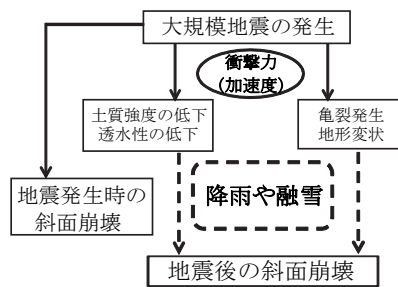 大規模地震の発生
衝撃力
(加速度)
土質強度の低下
透水性の低下
亀裂発生
地形変状
降雨や融雪
地震発生時の
斜面崩壊
地震後の斜面崩壊